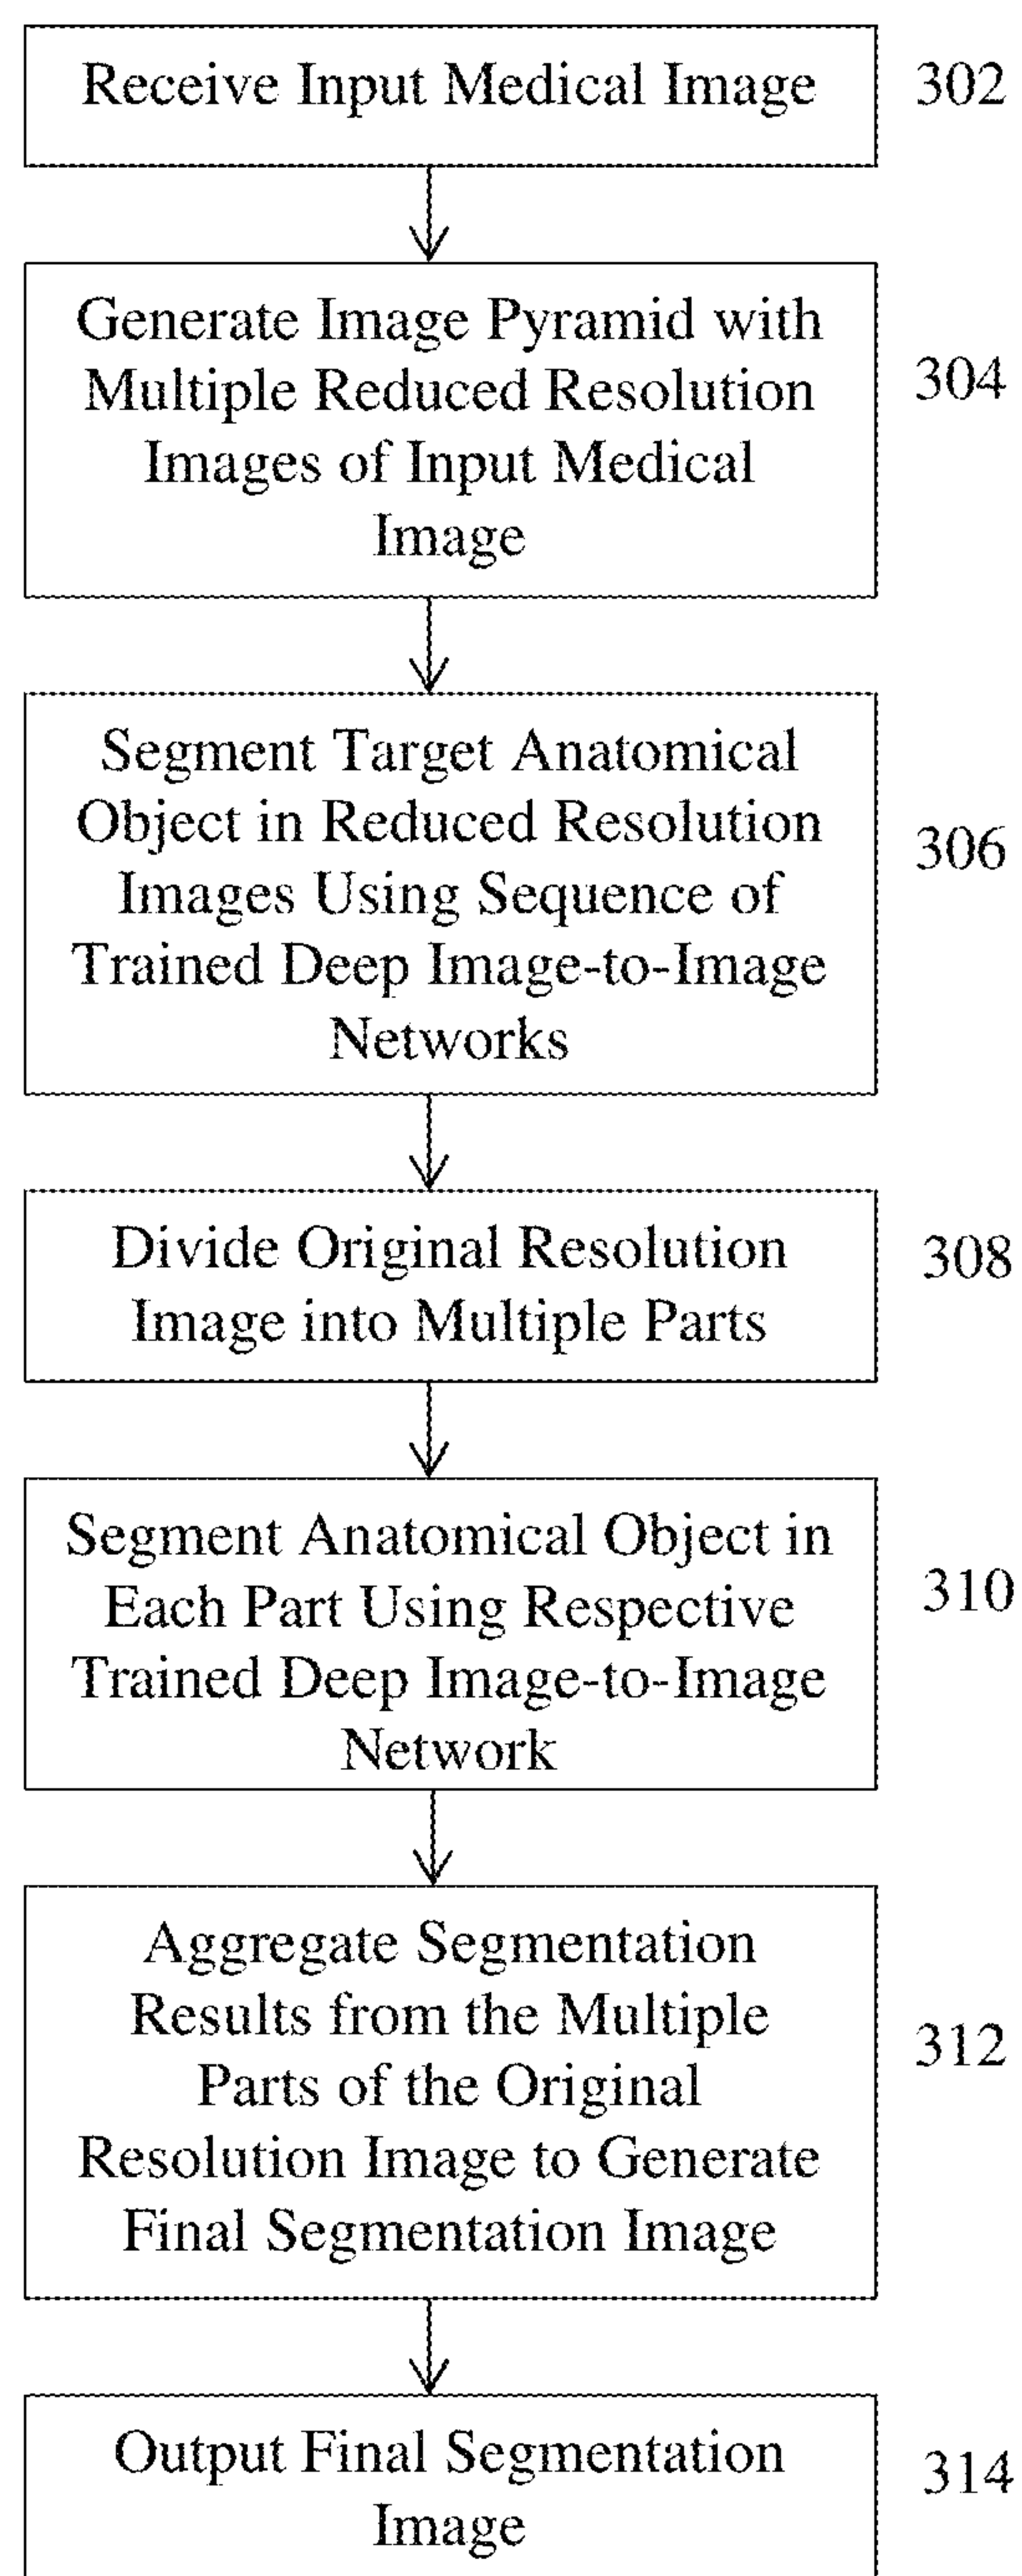 Receive Input Medical Image
302
Generate Image Pyramid with
Multiple Reduced Resolution
Images of Input Medical
Image
304
Segment Target Anatomical
Object in Reduced Resolution
Images Using Sequence of
Trained Deep Image-to-Image
Networks
306
Divide Original Resolution
Image into Multiple Parts
308
Segment Anatomical Object in
Each Part Using Respective
Trained Deep Image-to-Image
Network
310
Aggregate Segmentation
Results from the Multiple
Parts of the Original
Resolution Image to Generate
Final Segmentation Image
312
Output Final Segmentation
Image
314